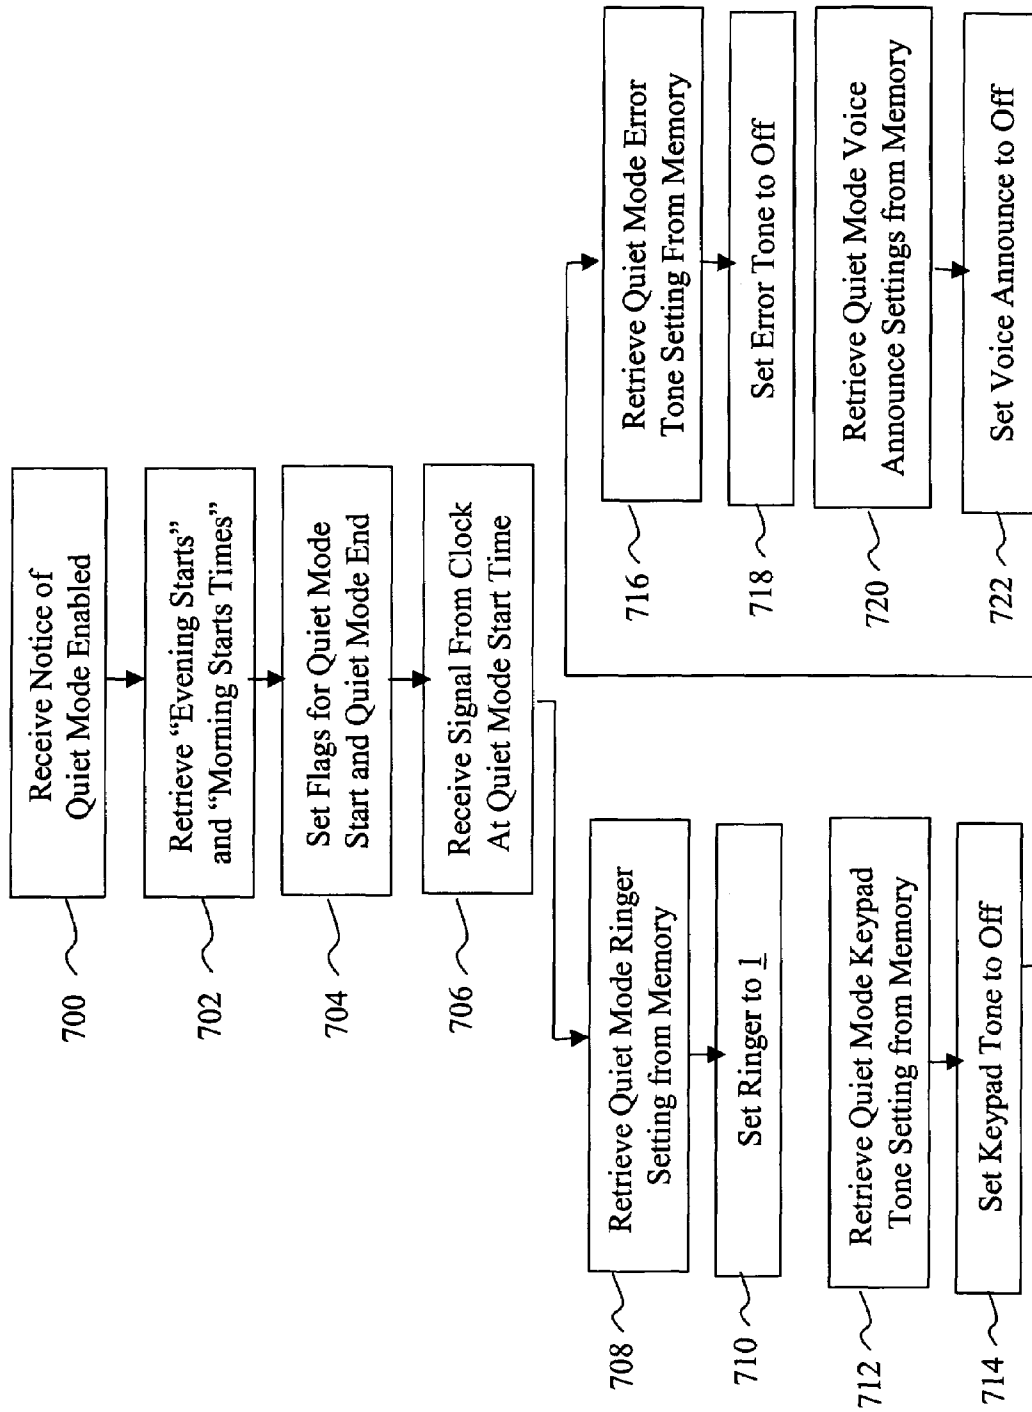 Receive Notice of
Quiet Mode Enabled
700
Retrieve “Evening Starts”
and “Morning Starts Times”
702
Set Flags for Quiet Mode
Start and Quiet Mode End
704
Receive Signal From Clock
At Quiet Mode Start Time
706
Retrieve Quiet Mode Ringer
Setting from Memory
708
Set Ringer to 1
710
Retrieve Quiet Mode Keypad
Tone Setting from Memory
712
Set Keypad Tone to Off
714
Retrieve Quiet Mode Error
Tone Setting From Memory
716
Set Error Tone to Off
718
Retrieve Quiet Mode Voice
Announce Settings from Memory
720
Set Voice Announce to Off
722